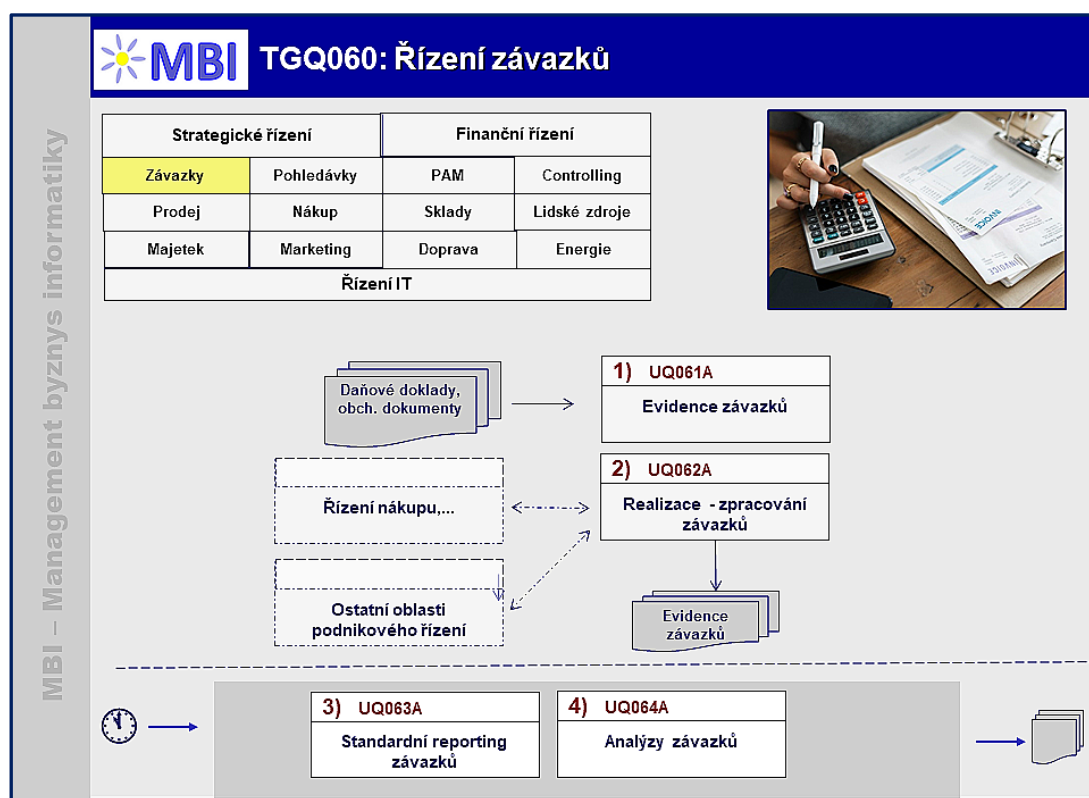 MBI – Management byznys informatiky
MBI
TGQ060: Řízení závazků
Strategické řízení
Finanční řízení
Závazky
Pohledávky
PAM
Controlling
Prodej
Nákup
Sklady
Lidské zdroje
Majetek
Marketing
Doprava
Energie
Řízení IT
INVOICE
INVOICE
Daňové doklady,
obch. dokumenty
1) UQ061A
Evidence závazků
Řízení nákupu,...
2) UQ062A
Realizace - zpracování
závazků
Ostatní oblasti
podnikového řízení
Evidence
závazků
3) UQ063A
Standardní reporting
závazků
4) UQ064A
Analýzy závazků